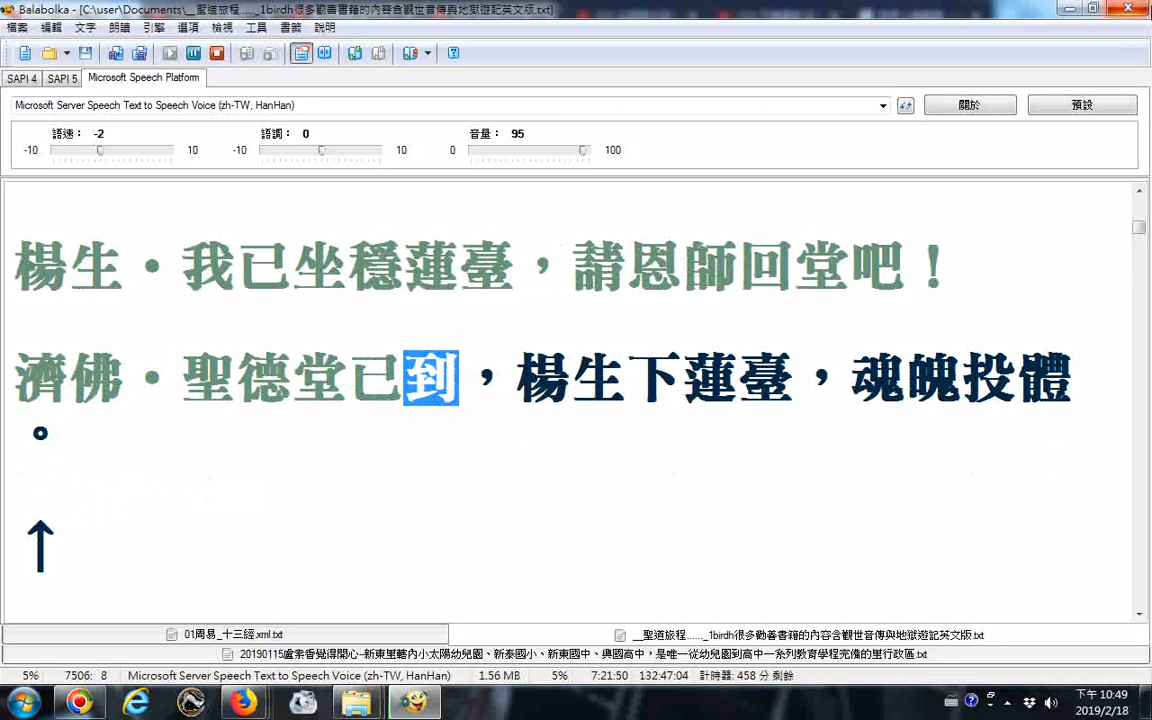 Balabolka - [C:\user\Documents\__聖道旅程......_1birdh很多勸善書籍的內容含觀世音傳與地獄遊記英文版.txt]
檔案 編輯 文字 朗讀 引擎 選項 檢視 工具 書籤 說明
SAPI 4 SAPI 5 Microsoft Speech Platform
Microsoft Server Speech Text to Speech Voice (zh-TW, HanHan) 關於 預設
語速： -2 語調： 0 音量： 95
-10 10 -10 10 0 100
楊生・我已坐穩蓮臺，請恩師回堂吧！
濟佛・聖德堂已到，楊生下蓮臺，魂魄投體
。
↑
01周易_十三經.xml.txt __聖道旅程......_1birdh很多勸善書籍的內容含觀世音傳與地獄遊記英文版.txt
20190115盧素香覺得開心~新東里轄內小太陽幼兒園、新泰國小、新東國中、興國高中，是唯一從幼兒園到高中一系列教育學程完備的里行政區.txt
5% 7506: 8 Microsoft Server Speech Text to Speech Voice (zh-TW, HanHan) 1.56 MB 5% 7:21:50 132:47:04 計時器: 458 分 剩餘
下午 10:49
2019/2/18